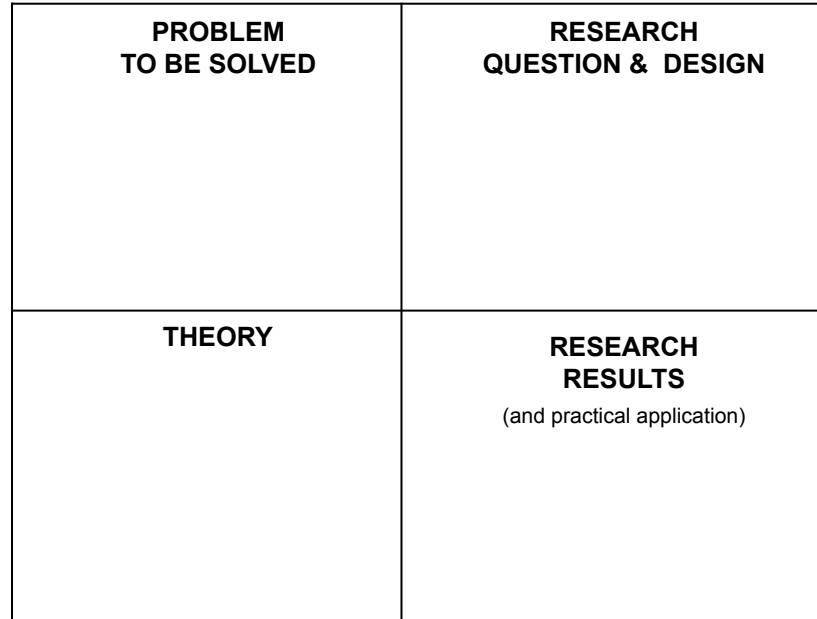 PROBLEM
TO BE SOLVED
RESEARCH
QUESTION & DESIGN
THEORY
RESEARCH
RESULTS
(and practical application)